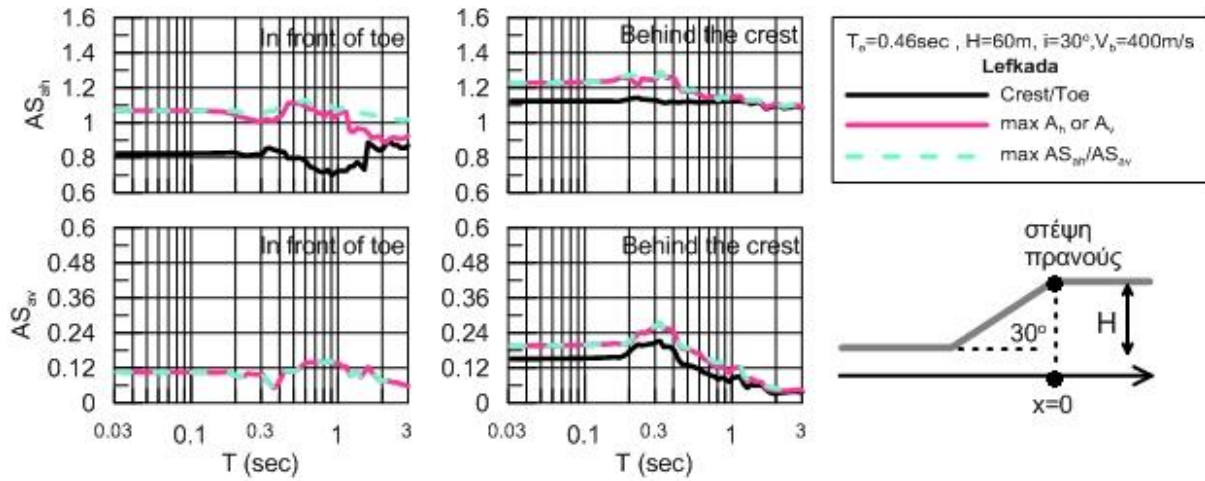 1.6
1.4
1.2
1
0.8
0.6
AS_ah
In front of toe
1.6
1.4
1.2
1
0.8
0.6
Behind the crest
T_e=0.46sec , H=60m, i=30°,V_b=400m/s
Lefkada
Crest/Toe
max A_h or A_v
max AS_ah/AS_av
0.6
0.48
0.36
0.24
0.12
0
AS_av
In front of toe
0.03
0.1
0.3
1
3
T (sec)
0.6
0.48
0.36
0.24
0.12
0
Behind the crest
0.03
0.1
0.3
1
3
T (sec)
στέψη
πρανούς
30°
H
x=0